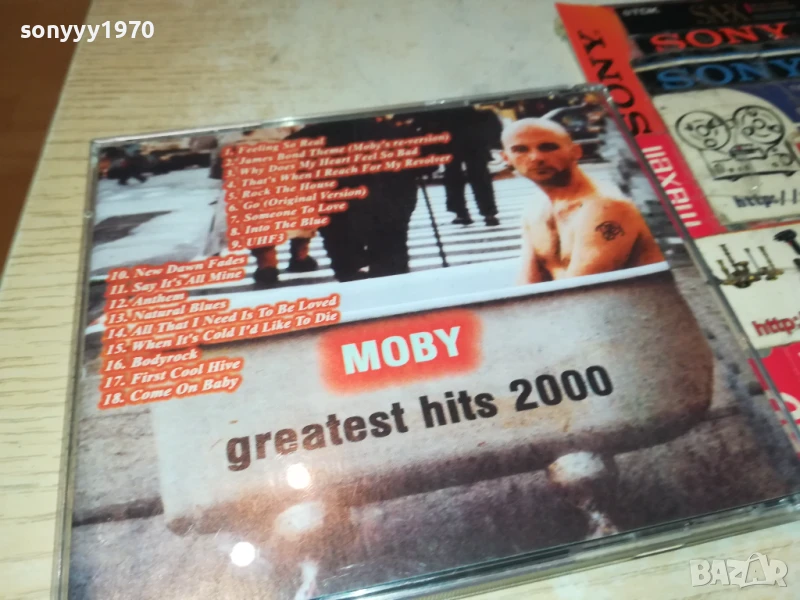 sonyyy1970
1. Feeling So Real
2. James Bond Theme (Moby's re-version)
3. Why Does My Heart Feel So Bad
4. That's When I Reach For My Revolver
5. Rock The House
6. Go (Original Version)
7. Someone To Love
8. Into The Blue
9. UHF3
10. New Dawn Fades
11. Say It's All Mine
12. Anthem
13. Natural Blues
14. All That I Need Is To Be Loved
15. When It's Cold I'd Like To Die
16. Bodyrock
17. First Cool Hive
18. Come On Baby
MOBY
greatest hits 2000
TDK
SONY
SONY
SONY
maxell
http://
http:
BAZAR